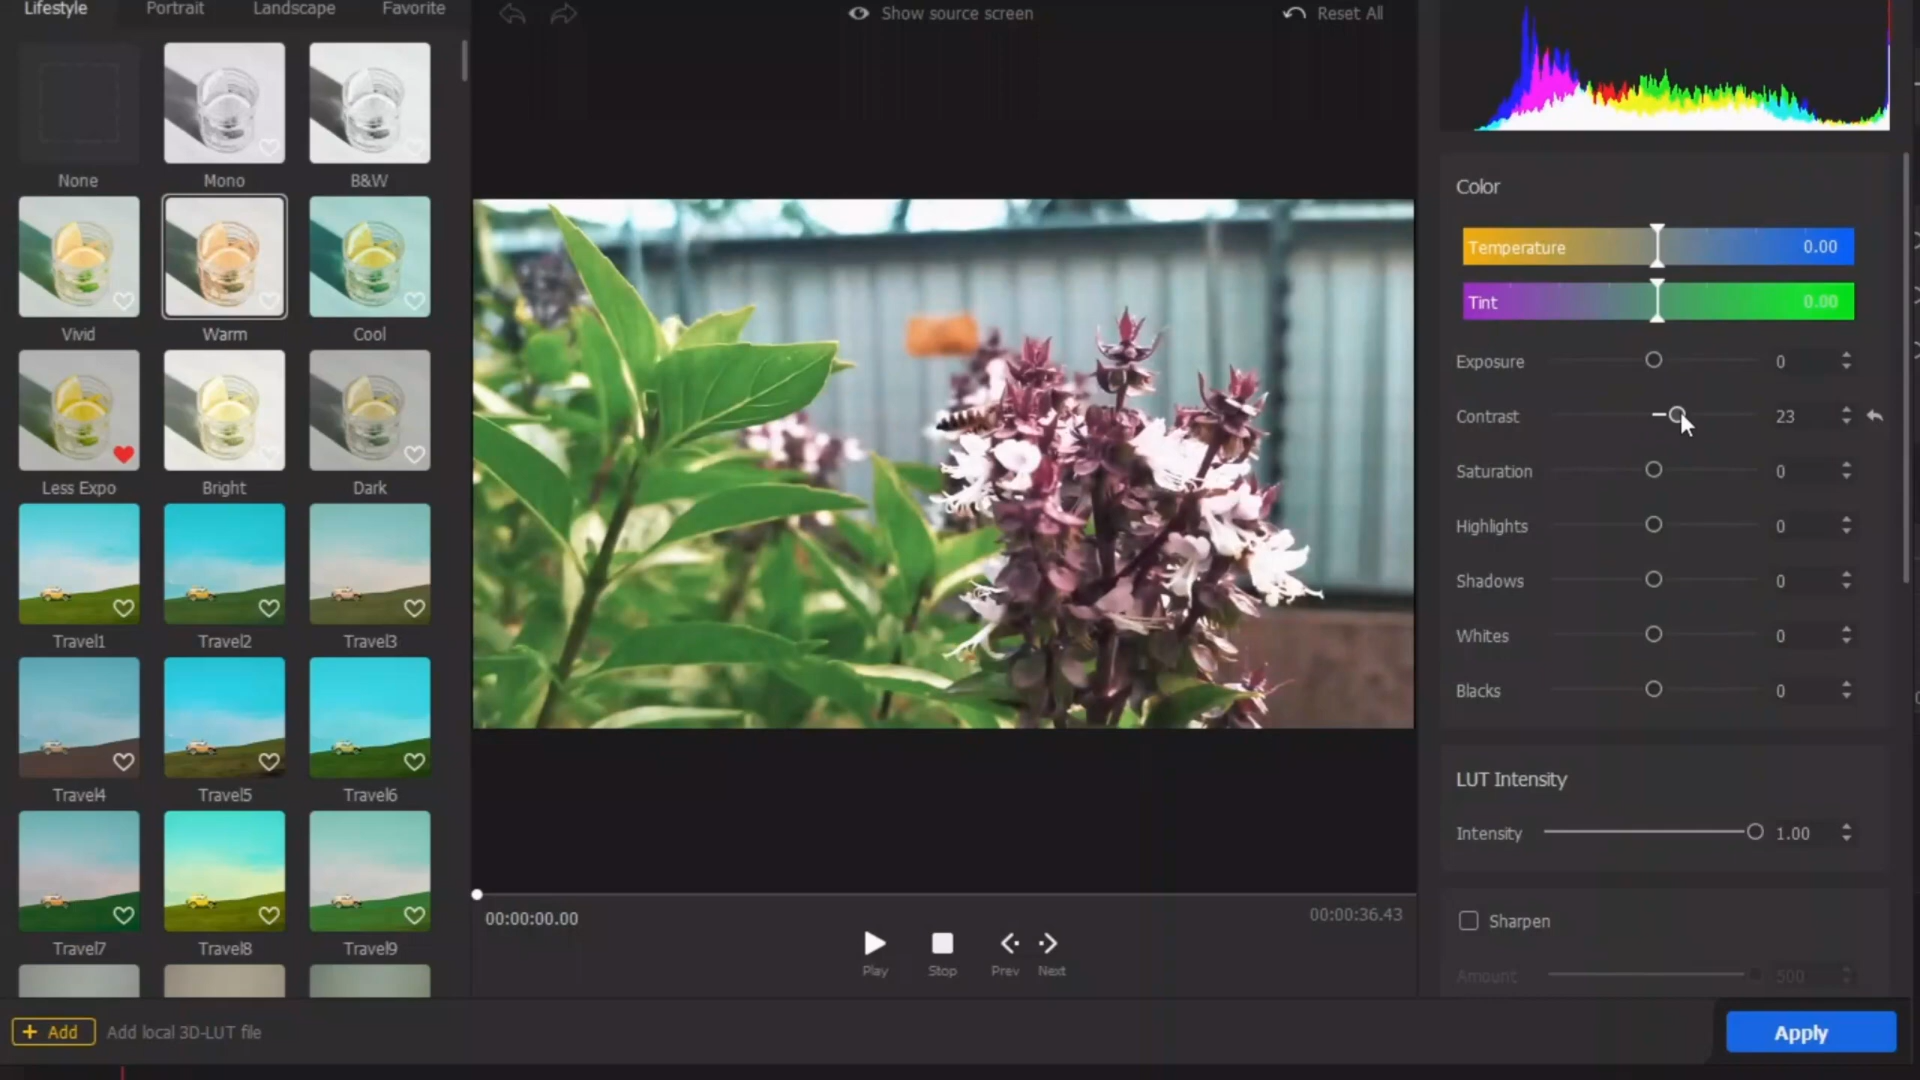 Lifestyle Portrait Landscape Favorite
None Mono B&W
Vivid Warm Cool
Less Expo Bright Dark
Travel1 Travel2 Travel3
Travel4 Travel5 Travel6
Travel7 Travel8 Travel9
+ Add Add local 3D-LUT file
Show source screen
Reset All
00:00:00.00
00:00:36.43
Play Stop Prev Next
Color
Temperature 0.00
Tint 0.00
Exposure 0
Contrast 23
Saturation 0
Highlights 0
Shadows 0
Whites 0
Blacks 0
LUT Intensity
Intensity 1.00
Sharpen
Amount 500
Apply